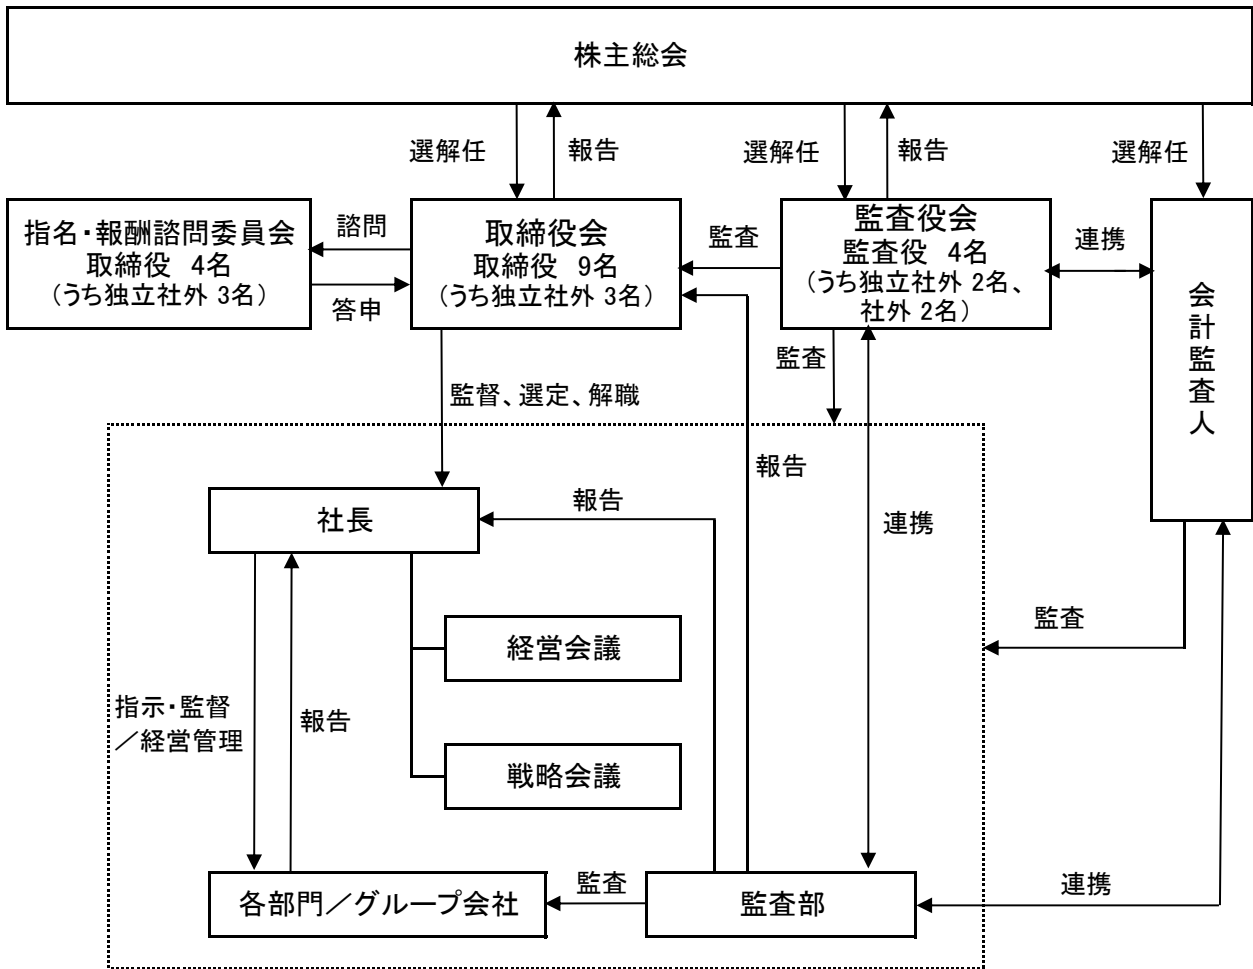 株主総会
選解任
報告
選解任
報告
選解任
指名・報酬諮問委員会
取締役 4名
(うち独立社外 3名)
諮問
答申
取締役会
取締役 9名
(うち独立社外 3名)
監査
監査役会
監査役 4名
(うち独立社外 2名、
社外 2名)
連携
会計監査人
監査
監督、選定、解職
報告
報告
連携
社長
監査
経営会議
指示・監督
／経営管理
報告
戦略会議
各部門／グループ会社
監査
監査部
連携